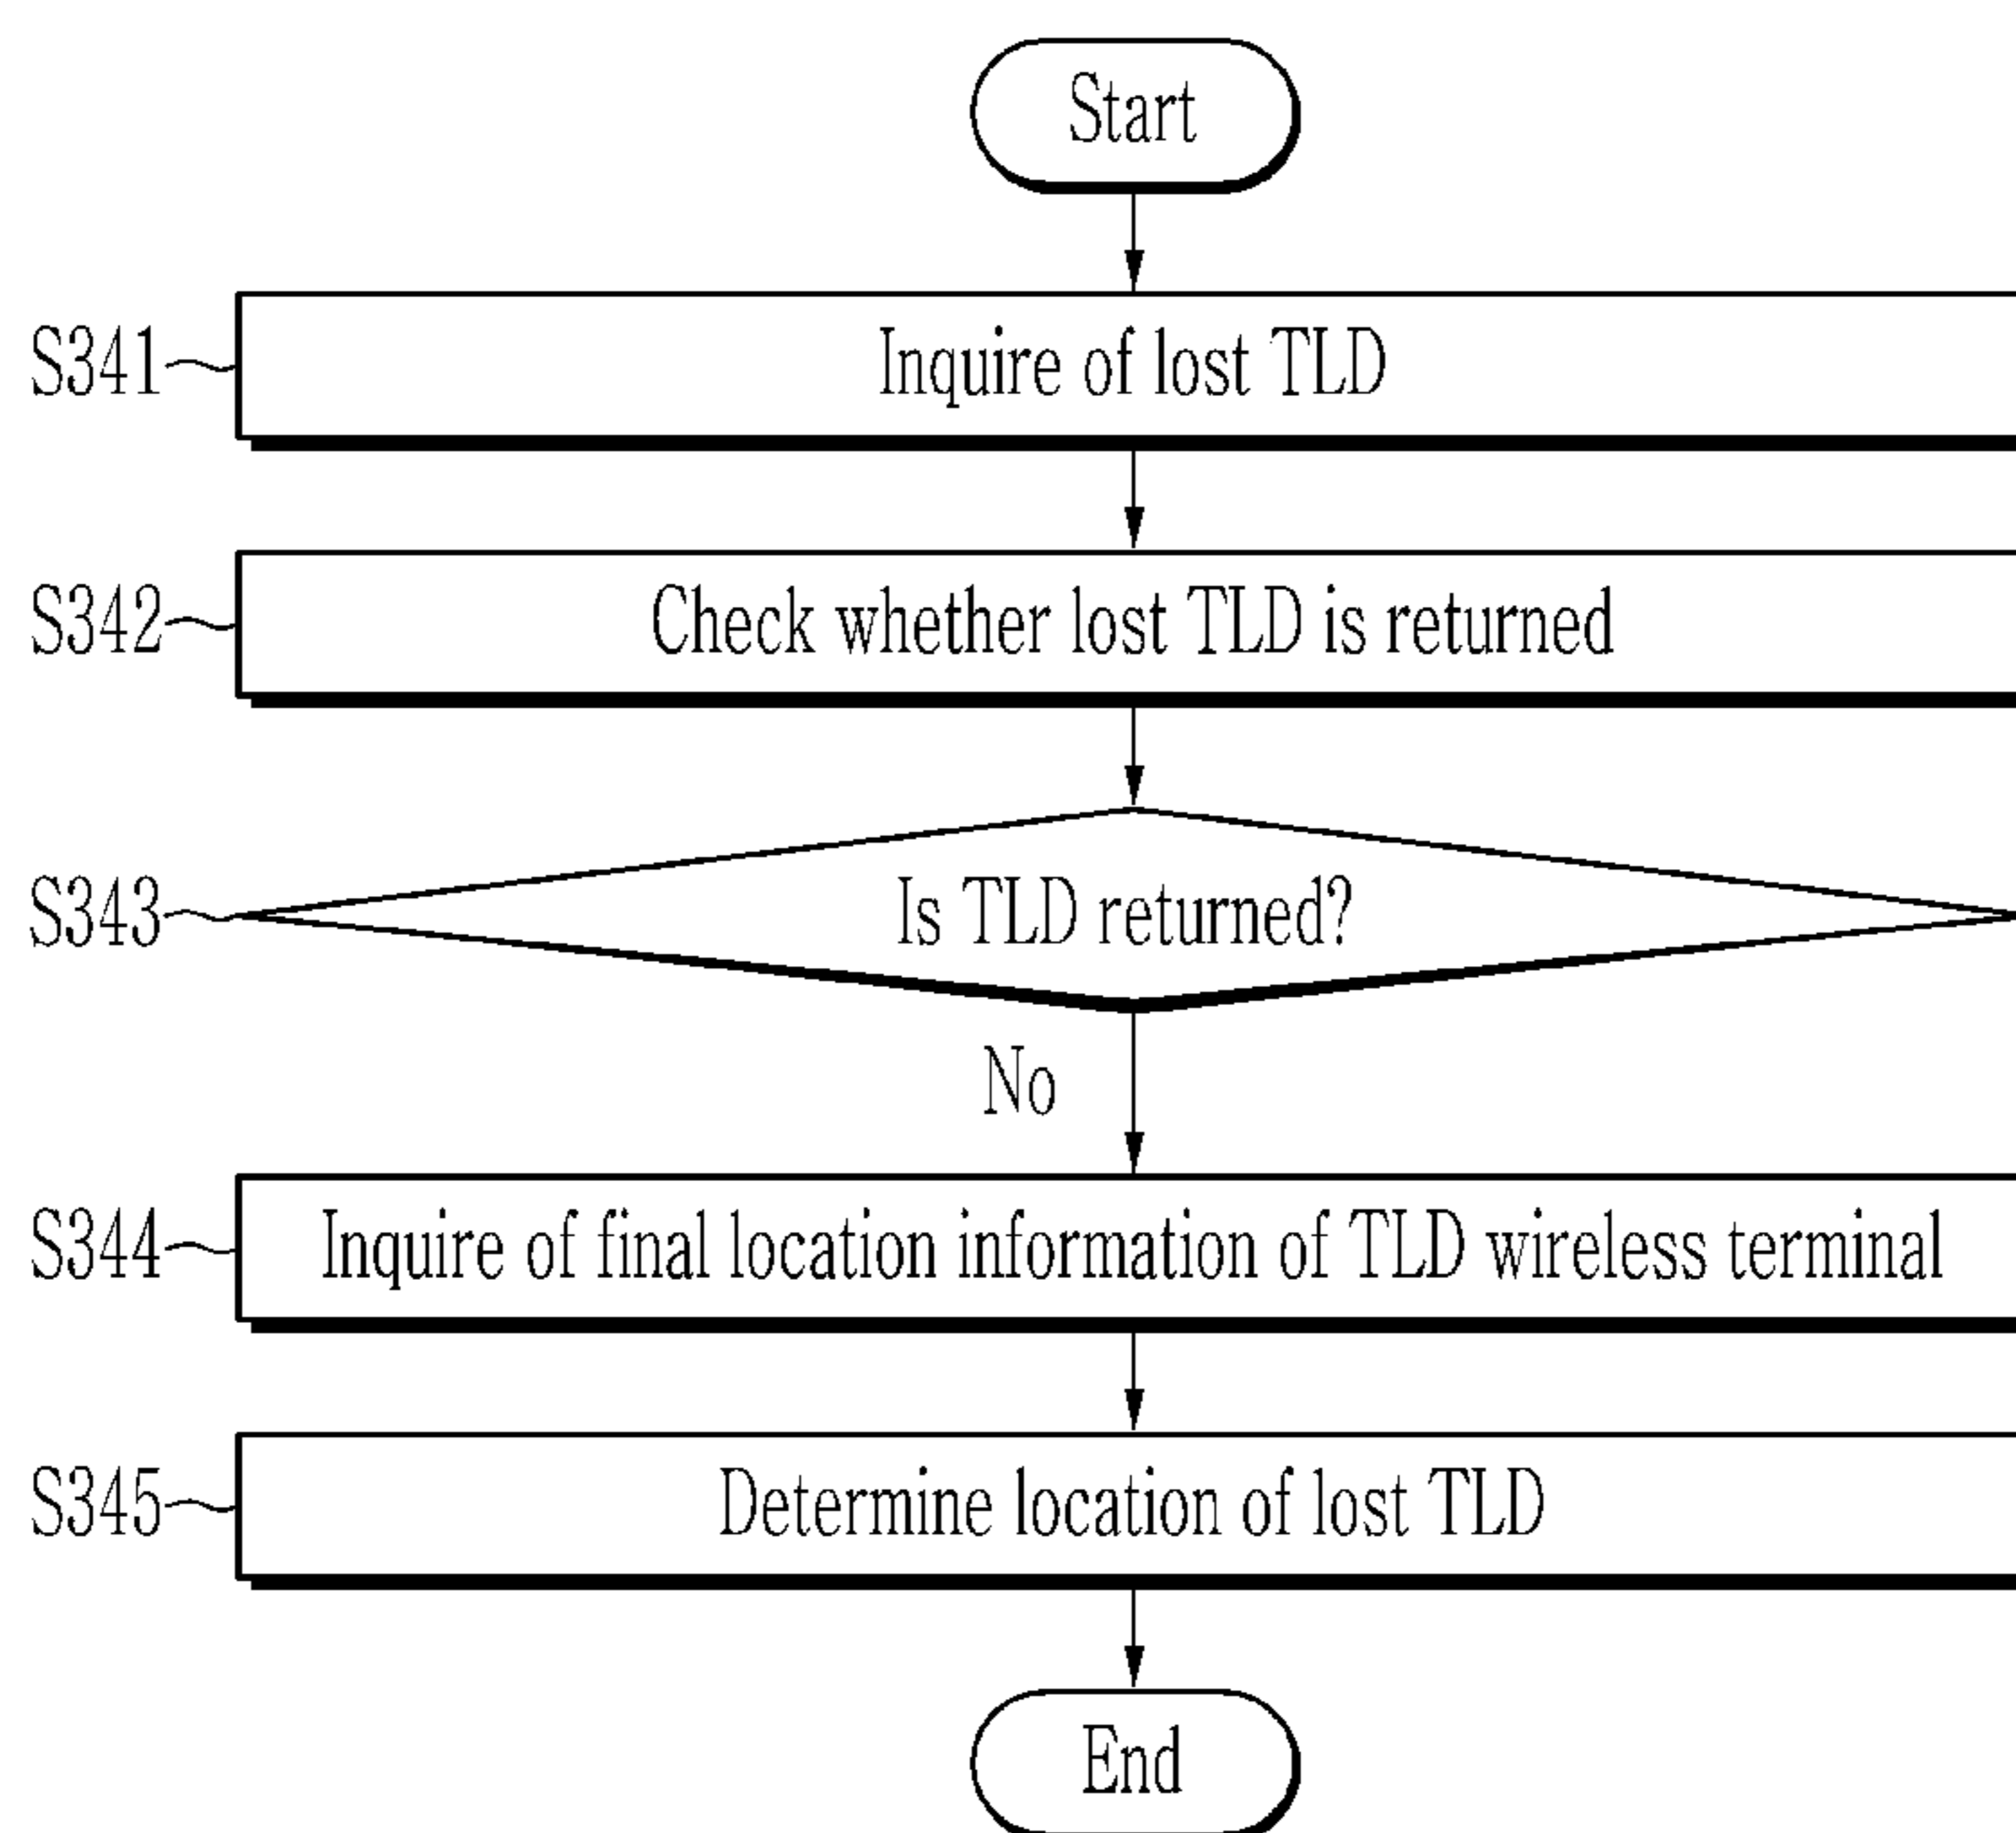 Start
S341
Inquire of lost TLD
S342
Check whether lost TLD is returned
S343
Is TLD returned?
No
S344
Inquire of final location information of TLD wireless terminal
S345
Determine location of lost TLD
End